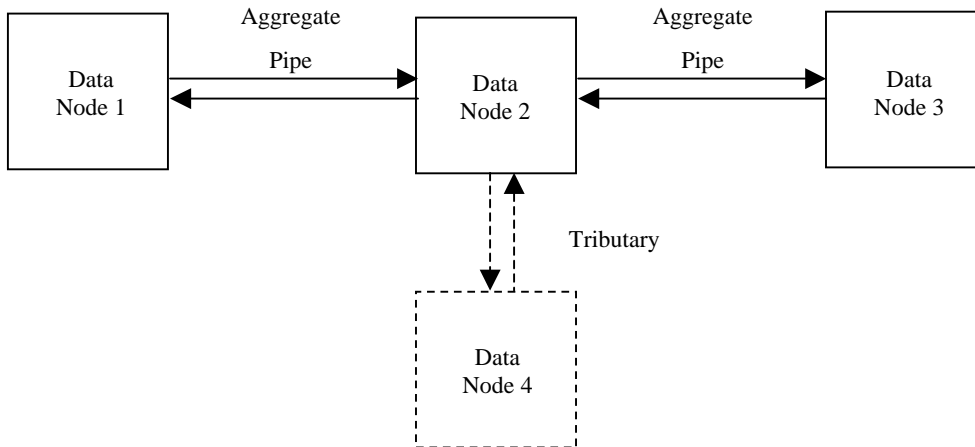 Aggregate
Pipe
Aggregate
Pipe
Data
Node 1
Data
Node 2
Data
Node 3
Tributary
Data
Node 4